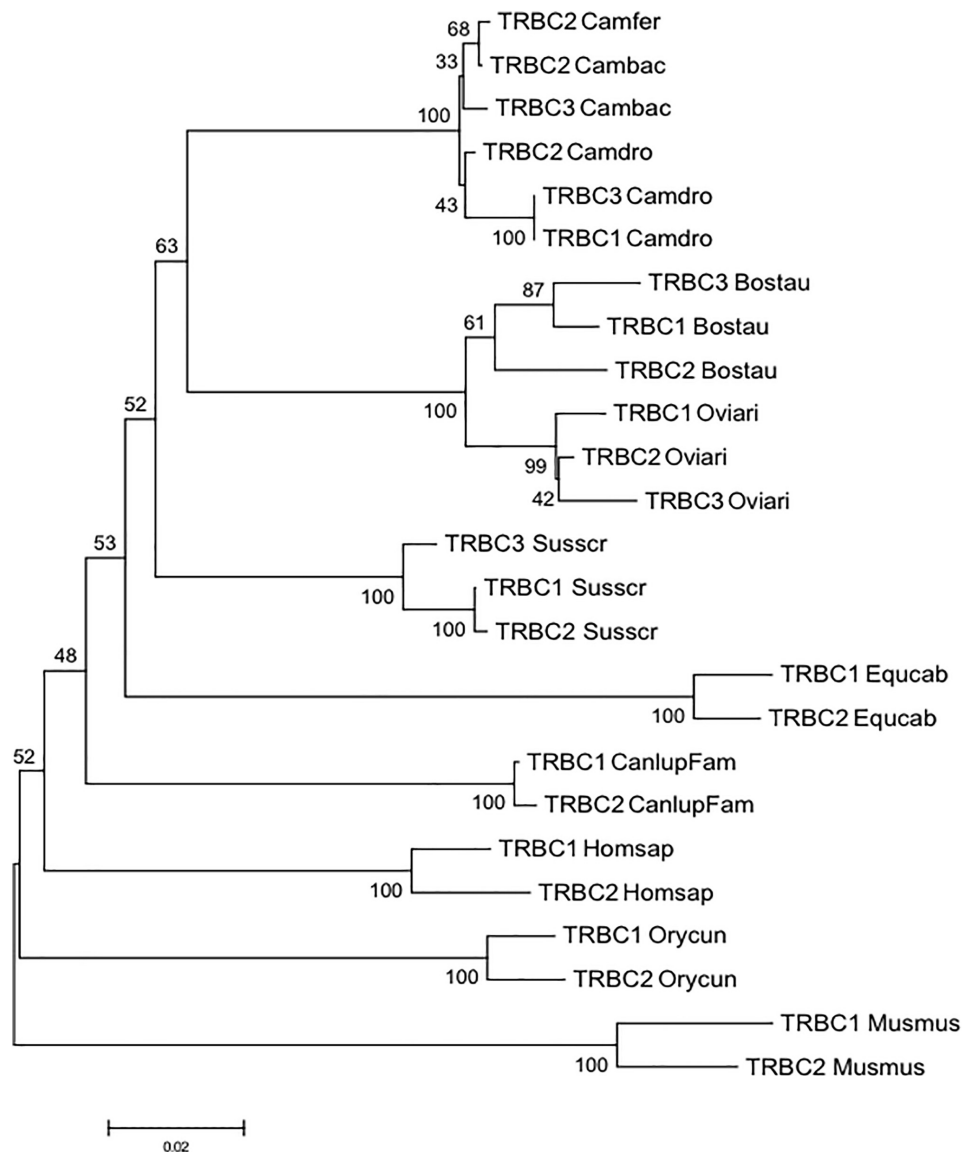 68
TRBC2 Camfer
33
TRBC2 Cambac
TRBC3 Cambac
100
TRBC2 Camdro
TRBC3 Camdro
43
100
TRBC1 Camdro
63
TRBC3 Bostau
87
TRBC1 Bostau
61
TRBC2 Bostau
52
100
TRBC1 Oviari
TRBC2 Oviari
99
42
TRBC3 Oviari
53
TRBC3 Susscr
100
TRBC1 Susscr
100
TRBC2 Susscr
48
TRBC1 Equcab
100
TRBC2 Equcab
52
TRBC1 CanlupFam
100
TRBC2 CanlupFam
TRBC1 Homsap
100
TRBC2 Homsap
TRBC1 Orycun
100
TRBC2 Orycun
TRBC1 Musmus
100
TRBC2 Musmus
0.02